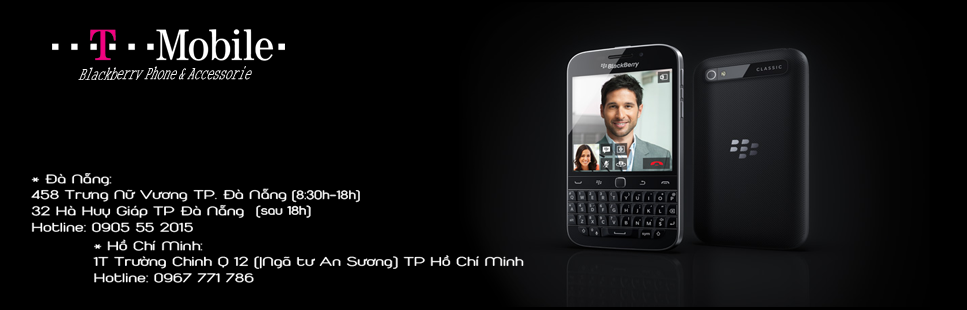 T-Mobile
Blackberry Phone & Accessorie
* Đà Nẵng:
458 Trưng Nữ Vương TP. Đà Nẵng (8:30h-18h)
32 Hà Huy Giáp TP Đà Nẵng (sau 18h)
Hotline: 0905 55 2015
* Hồ Chí Minh:
1T Trường Chinh Q 12 (|Ngã tư An Sương) TP Hồ Chí Minh
Hotline: 0967 771 786
BlackBerry
CLASSIC